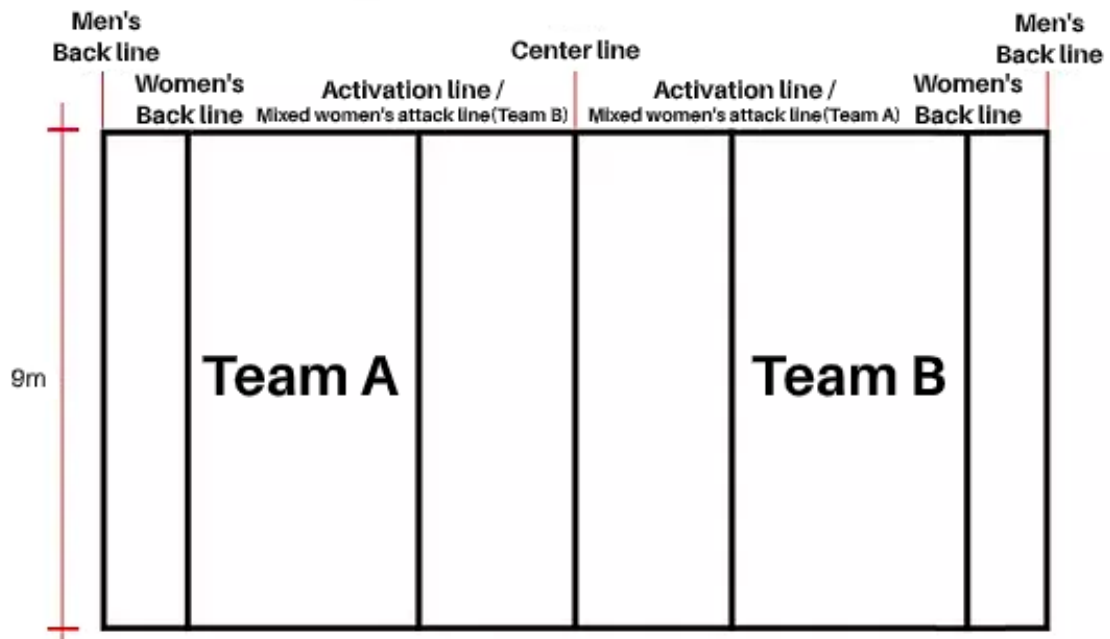 Men's
Back line
Women's
Back line
Activation line /
Mixed women's attack line(Team B)
Center line
Activation line /
Mixed women's attack line(Team A)
Women's
Back line
Men's
Back line
9m
Team A
Team B